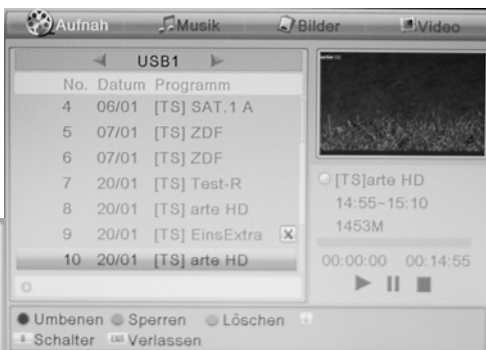 Aufnah Musik Bilder Video
USB1
No. Datum Programm
4 06/01 [TS] SAT.1 A
5 07/01 [TS] ZDF
6 07/01 [TS] ZDF
7 20/01 [TS] Test-R
8 20/01 [TS] arte HD
9 20/01 [TS] EinsExtra
10 20/01 [TS] arte HD
[TS]arte HD
14:55~15:10
1453M
00:00:00 00:14:55
Umbenen Sperren Löschen
Schalter EXIT Verlassen